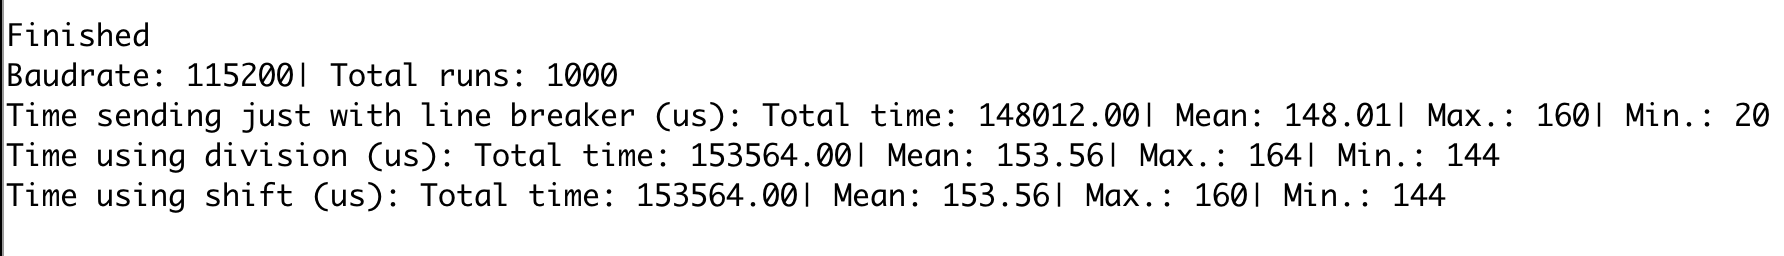 Finished
Baudrate: 115200| Total runs: 1000
Time sending just with line breaker (us): Total time: 148012.00| Mean: 148.01| Max.: 160| Min.: 20
Time using division (us): Total time: 153564.00| Mean: 153.56| Max.: 164| Min.: 144
Time using shift (us): Total time: 153564.00| Mean: 153.56| Max.: 160| Min.: 144